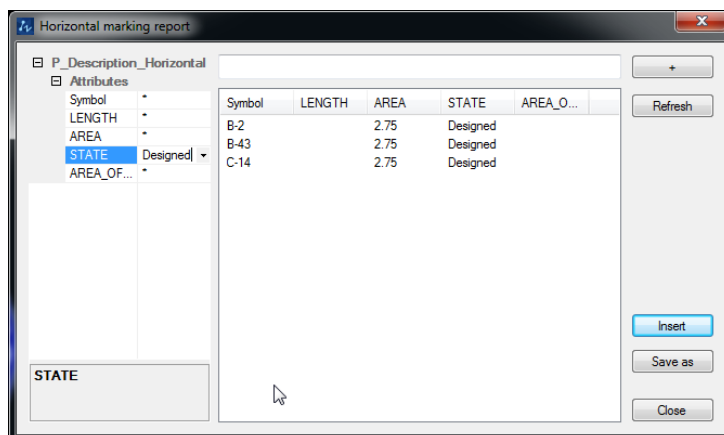 Horizontal marking report
P_Description_Horizontal
Attributes
Symbol *
LENGTH *
AREA *
STATE Designed
AREA_OF... *
STATE
Symbol LENGTH AREA STATE AREA_O...
B-2 2.75 Designed
B-43 2.75 Designed
C-14 2.75 Designed
+
Refresh
Insert
Save as
Close